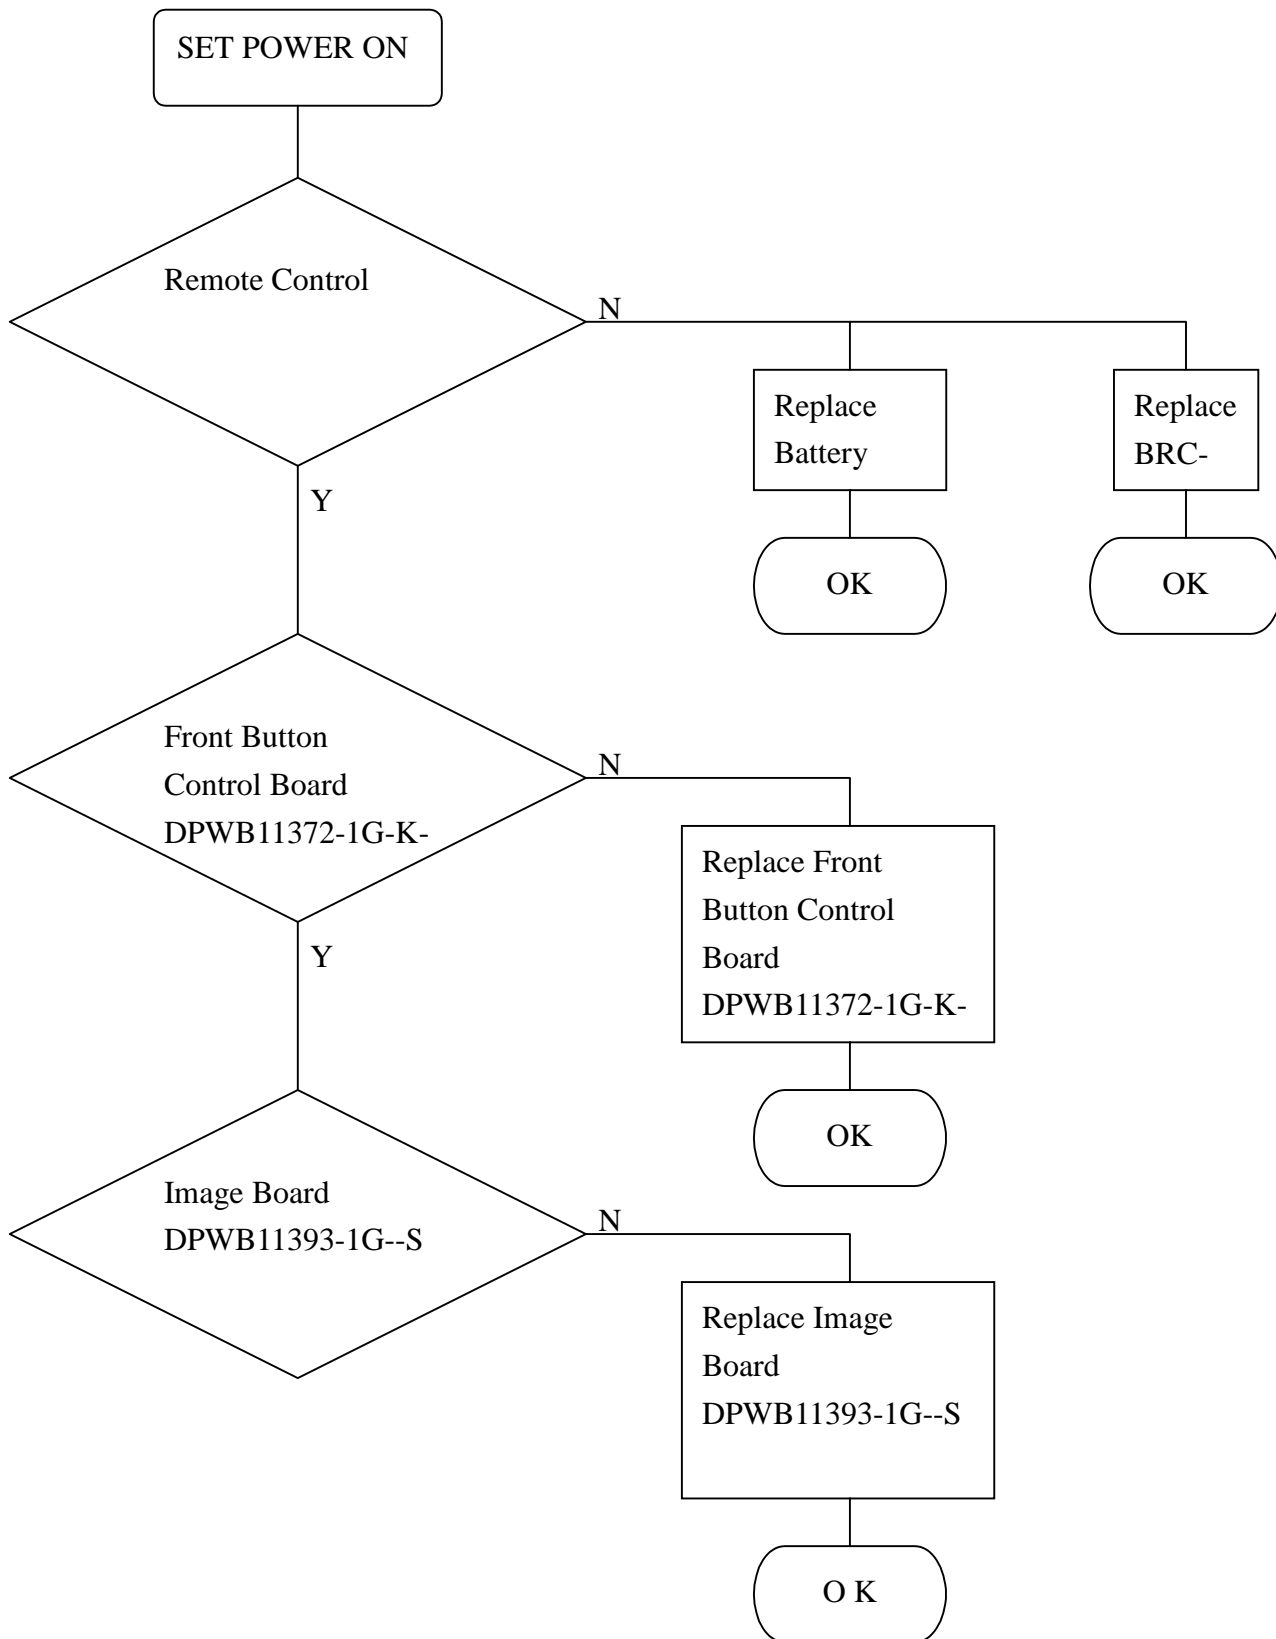 SET POWER ON
Remote Control
N
Replace
Battery
Replace
BRC-
Y
OK
OK
Front Button
Control Board
DPWB11372-1G-K-
N
Replace Front
Button Control
Board
DPWB11372-1G-K-
Y
OK
Image Board
DPWB11393-1G--S
N
Replace Image
Board
DPWB11393-1G--S
O K